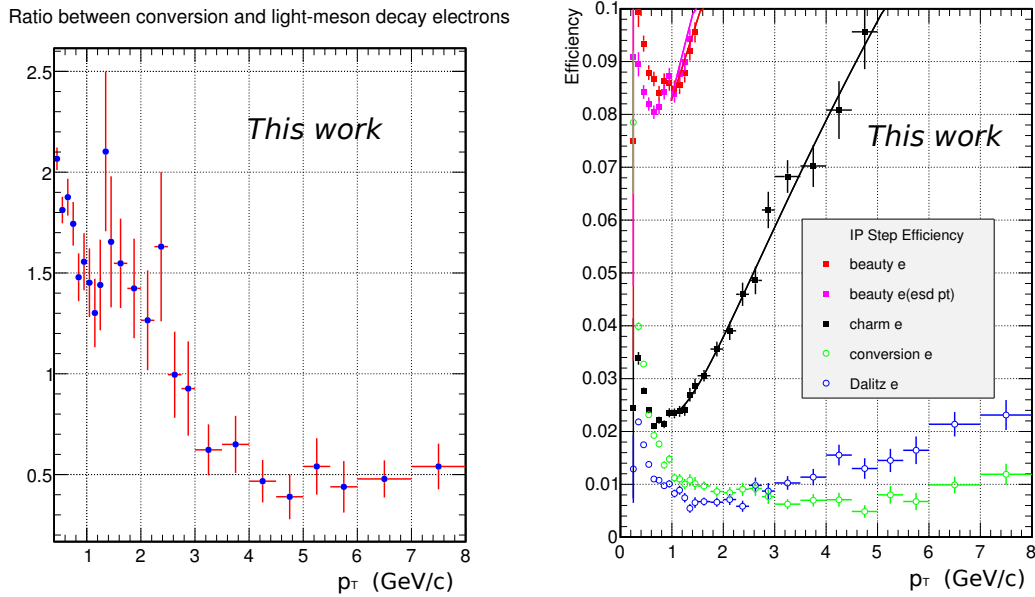 Ratio between conversion and light-meson decay electrons
2.5
2
1.5
1
0.5
This work
1
2
3
4
5
6
7
8
p_T (GeV/c)
Efficiency
0.1
0.09
0.08
0.07
0.06
0.05
0.04
0.03
0.02
0.01
0
This work
IP Step Efficiency
beauty e
beauty e(esd pt)
charm e
conversion e
Dalitz e
0
1
2
3
4
5
6
7
8
p_T (GeV/c)